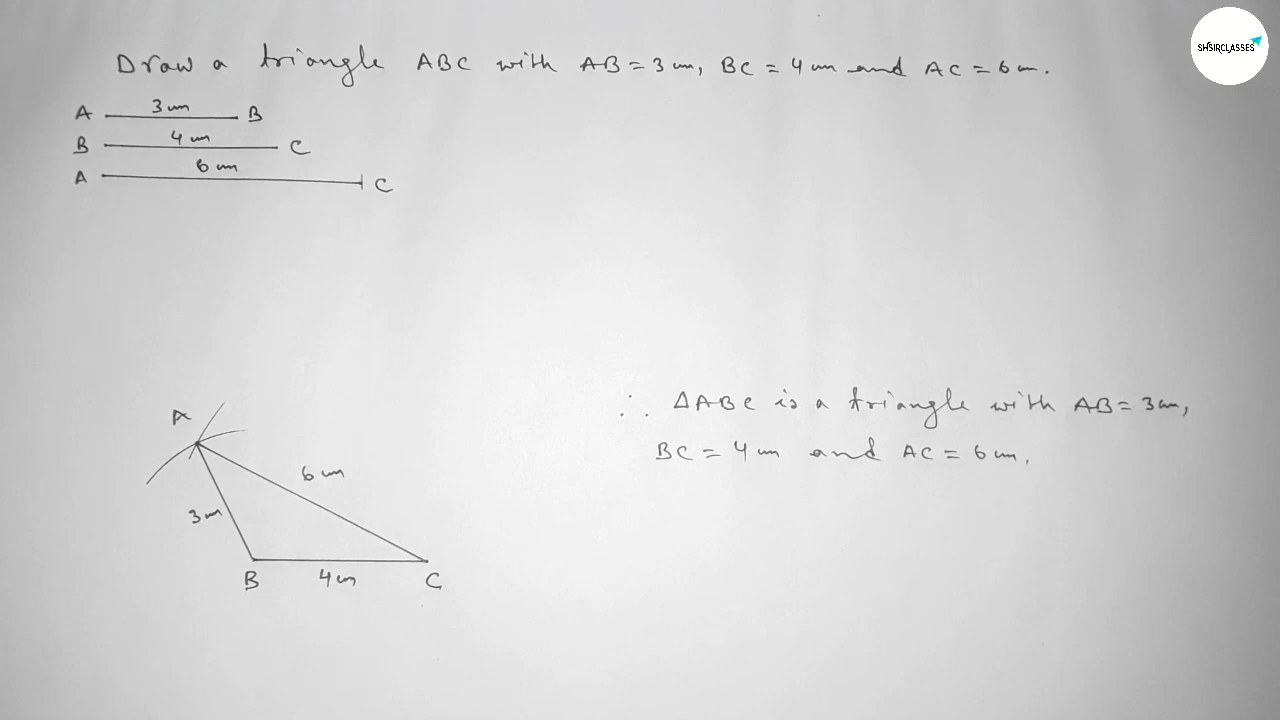 Draw a triangle ABC with AB = 3 cm, BC = 4 cm and AC = 6 cm.
SHSIRCLASSES
A 3 cm B
B 4 cm C
A 6 cm C
∴ ΔABC is a triangle with AB = 3 cm,
BC = 4 cm and AC = 6 cm.
A
6 cm
3 cm
B 4 cm C